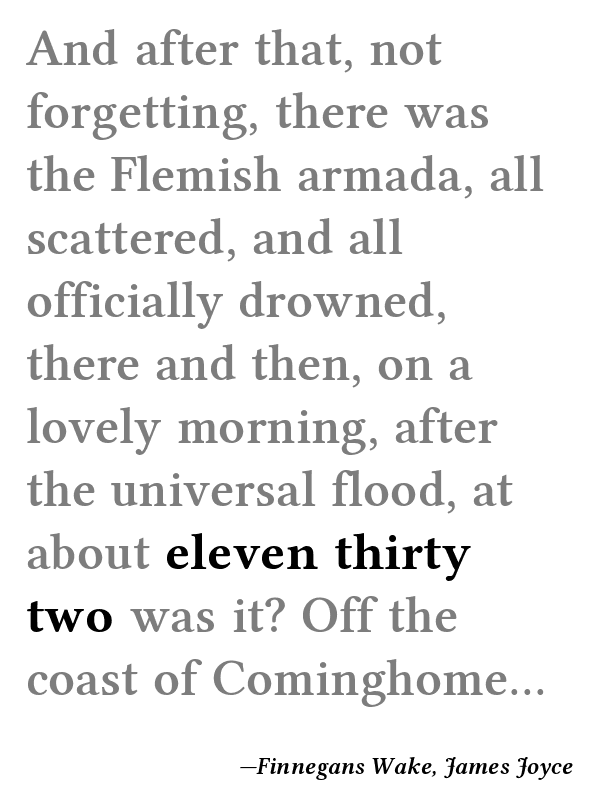 And after that, not
forgetting, there was
the Flemish armada, all
scattered, and all
officially drowned,
there and then, on a
lovely morning, after
the universal flood, at
about eleven thirty
two was it? Off the
coast of Cominghome...
—Finnegans Wake, James Joyce